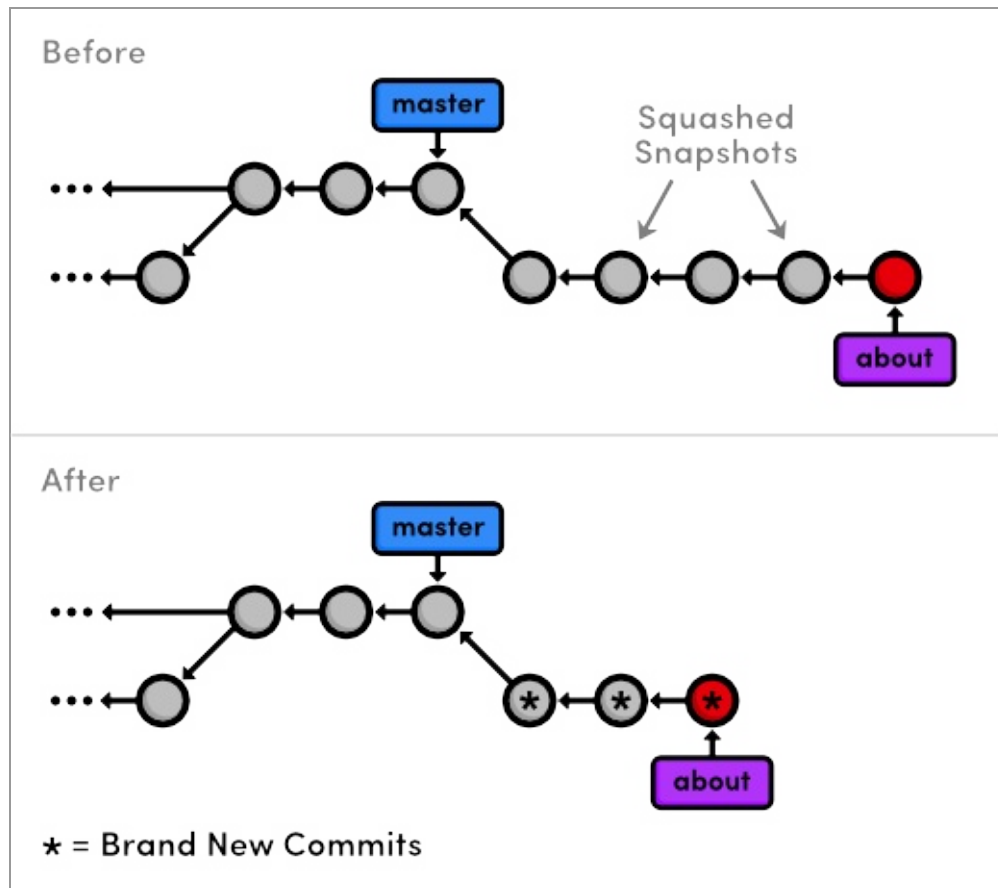 Before
master
Squashed
Snapshots
about
After
master
* * *
about
* = Brand New Commits